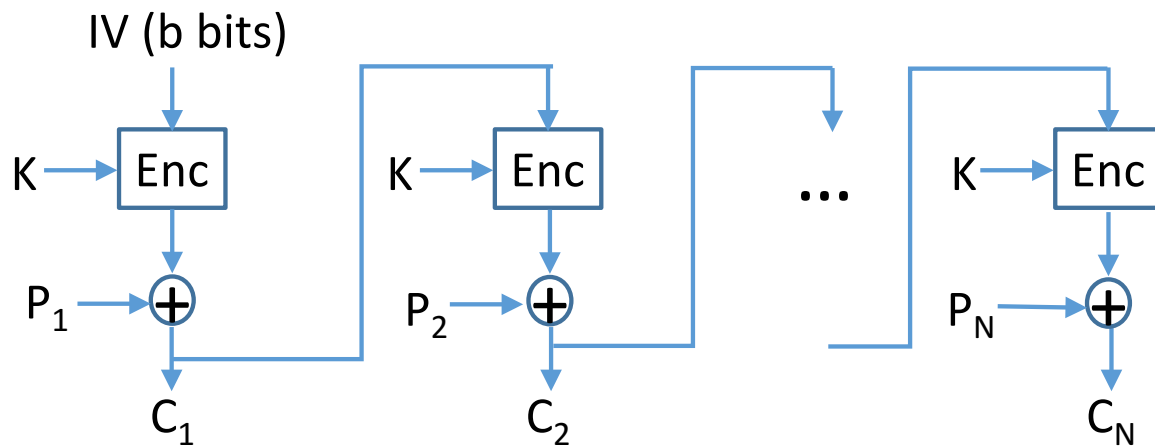 IV (b bits)
K Enc K Enc ... K Enc
P1 + P2 + PN +
C1 C2 CN